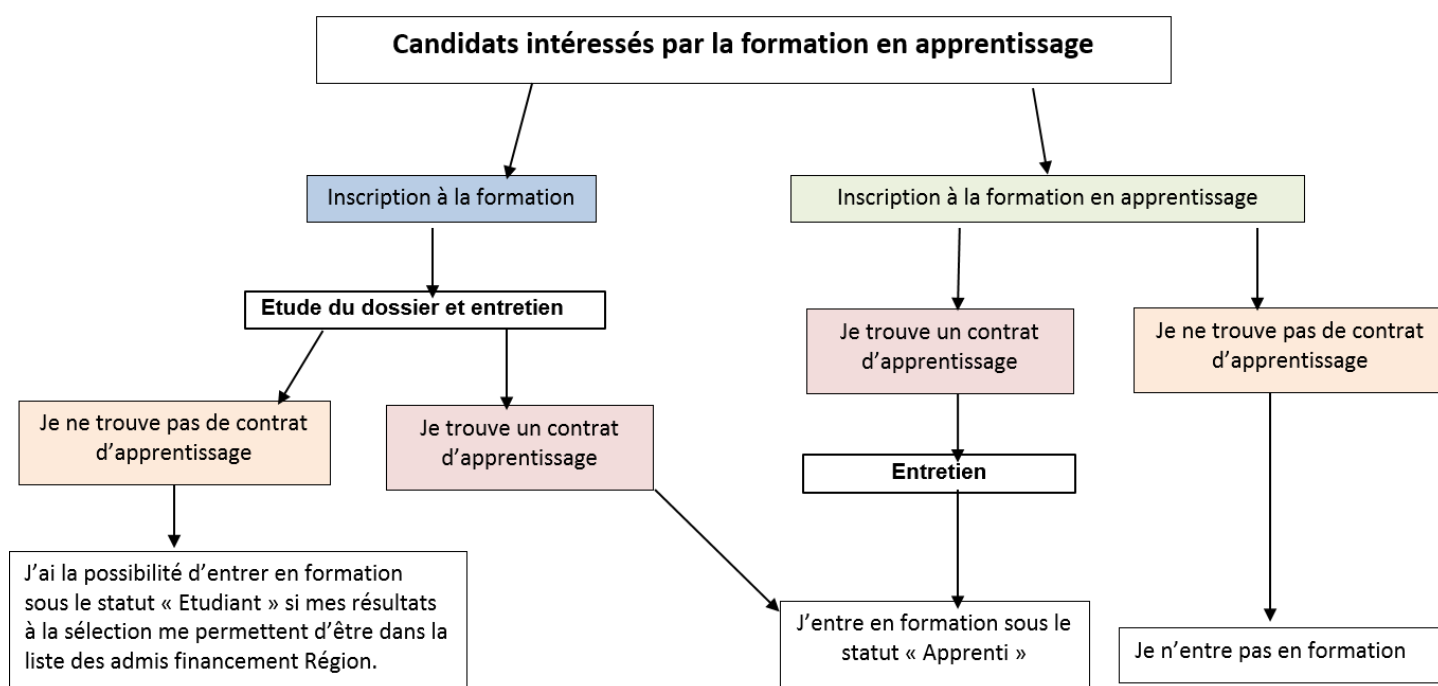 Candidats intéressés par la formation en apprentissage
Inscription à la formation
Inscription à la formation en apprentissage
Etude du dossier et entretien
Je trouve un contrat
d’apprentissage
Je ne trouve pas de contrat
d’apprentissage
Je ne trouve pas de contrat
d’apprentissage
Je trouve un contrat
d’apprentissage
Entretien
J’ai la possibilité d’entrer en formation
sous le statut « Etudiant » si mes résultats
à la sélection me permettent d’être dans la
liste des admis financement Région.
J’entre en formation sous le
statut « Apprenti »
Je n’entre pas en formation